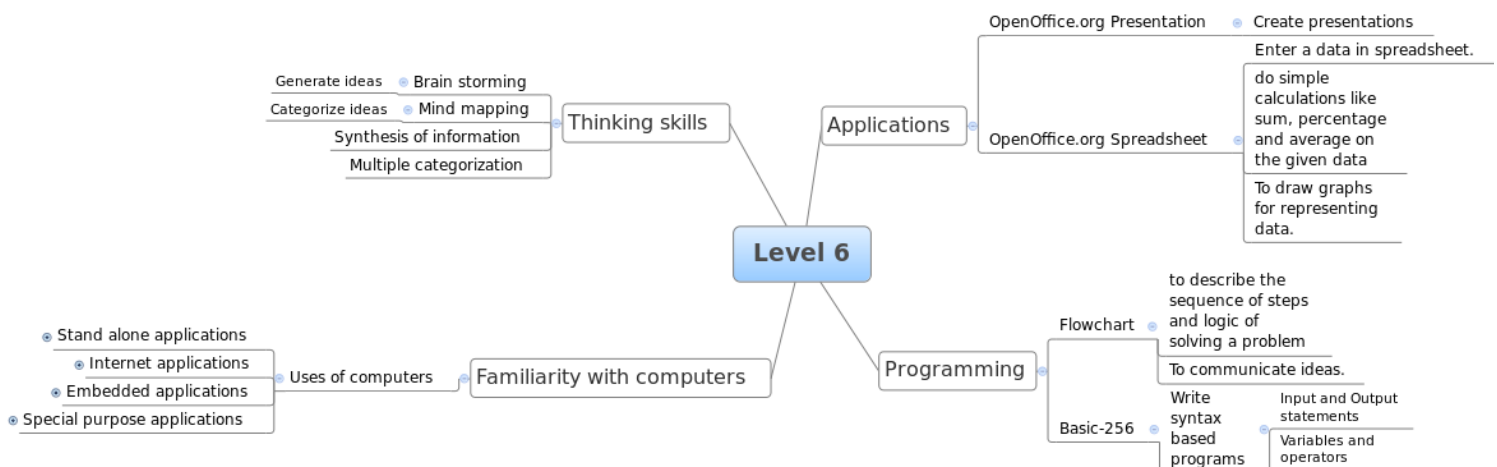 Level 6
Thinking skills
Brain storming
Generate ideas
Mind mapping
Categorize ideas
Synthesis of information
Multiple categorization
Applications
OpenOffice.org Presentation
Create presentations
OpenOffice.org Spreadsheet
Enter a data in spreadsheet.
do simple
calculations like
sum, percentage
and average on
the given data
To draw graphs
for representing
data.
Familiarity with computers
Uses of computers
Stand alone applications
Internet applications
Embedded applications
Special purpose applications
Programming
Flowchart
to describe the
sequence of steps
and logic of
solving a problem
To communicate ideas.
Basic-256
Write
syntax
based
programs
Input and Output
statements
Variables and
operators